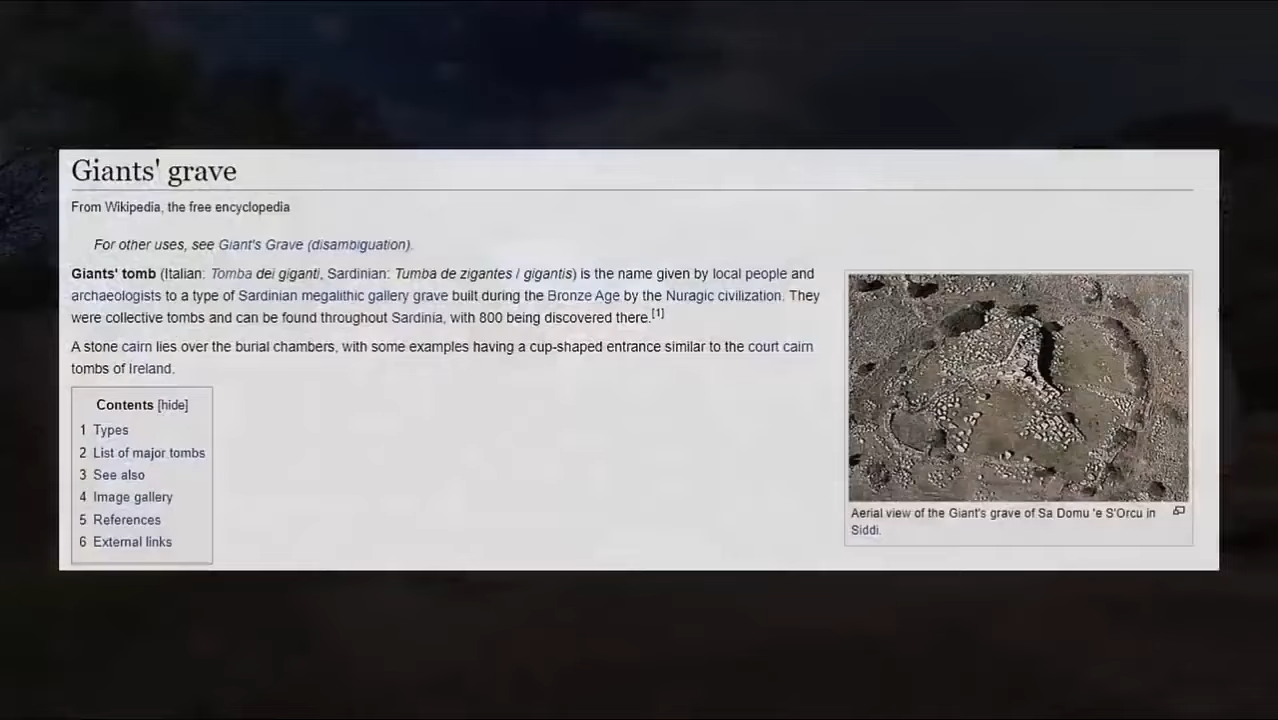 Giants' grave
From Wikipedia, the free encyclopedia
For other uses, see Giant's Grave (disambiguation).
Giants' tomb (Italian: Tomba dei giganti, Sardinian: Tumba de zigantes / gigantis) is the name given by local people and
archaeologists to a type of Sardinian megalithic gallery grave built during the Bronze Age by the Nuragic civilization. They
were collective tombs and can be found throughout Sardinia, with 800 being discovered there.[1]
A stone cairn lies over the burial chambers, with some examples having a cup-shaped entrance similar to the court cairn
tombs of Ireland.
Contents [hide]
1 Types
2 List of major tombs
3 See also
4 Image gallery
5 References
6 External links
Aerial view of the Giant's grave of Sa Domu 'e S'Orcu in
Siddi.